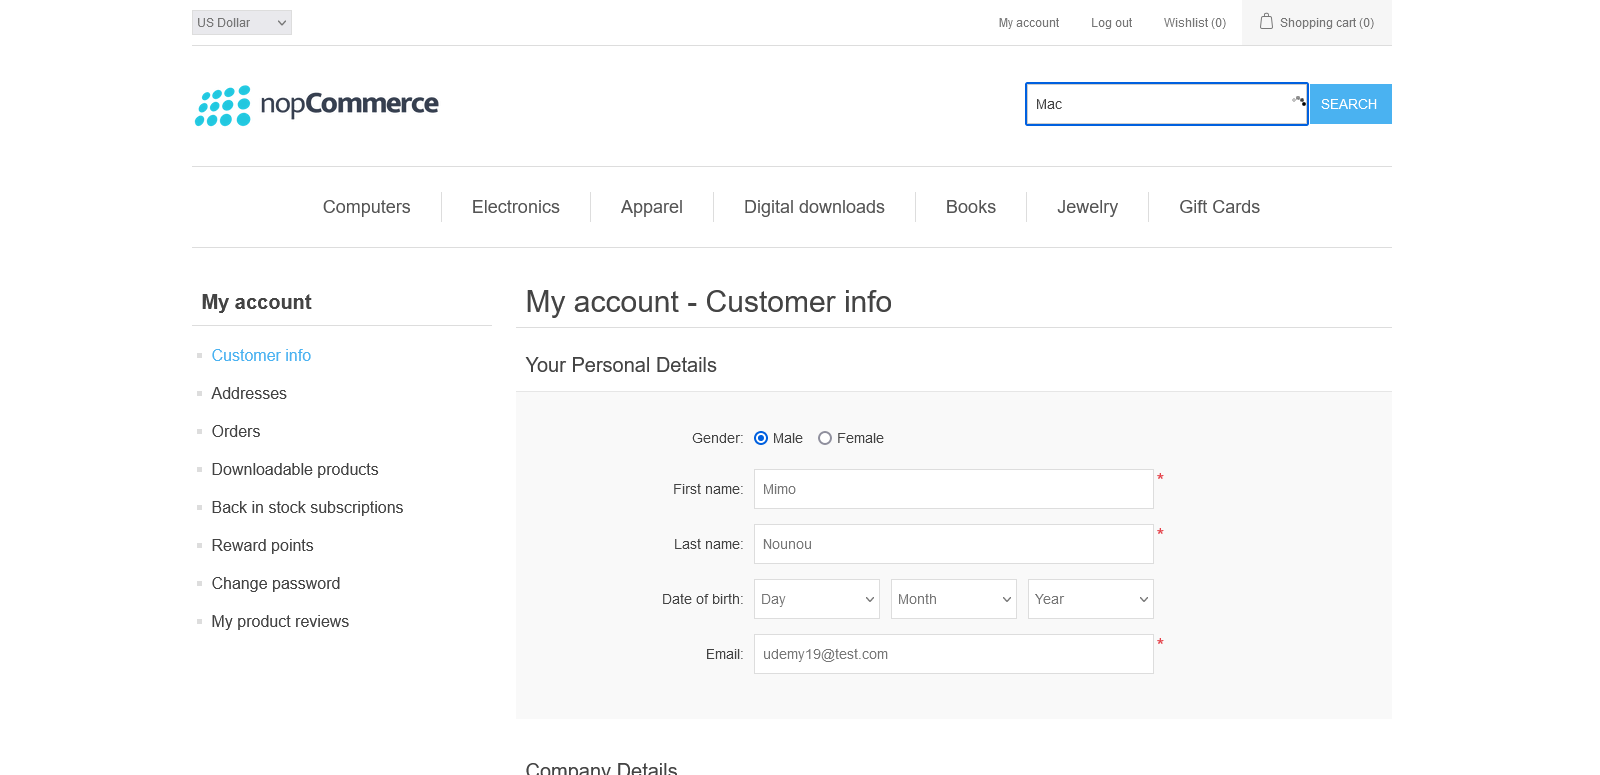 US Dollar
My account
Log out
Wishlist (0)
Shopping cart (0)
nopCommerce
Mac
SEARCH
Computers
Electronics
Apparel
Digital downloads
Books
Jewelry
Gift Cards
My account
Customer info
Addresses
Orders
Downloadable products
Back in stock subscriptions
Reward points
Change password
My product reviews
My account - Customer info
Your Personal Details
Gender: Male Female
First name: Mimo *
Last name: Nounou *
Date of birth: Day Month Year
Email: udemy19@test.com *
Company Details